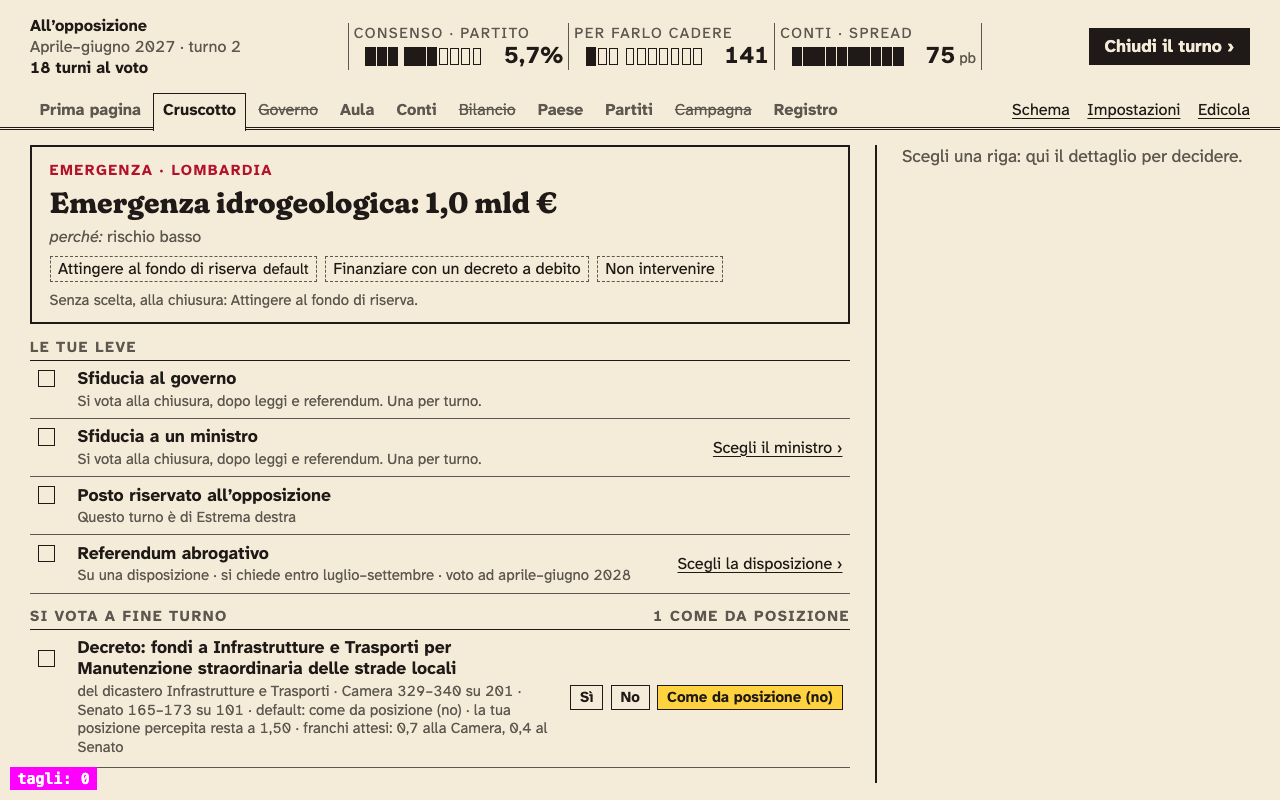 All’opposizione
Aprile–giugno 2027 · turno 2
18 turni al voto
CONSENSO · PARTITO
5,7%
PER FARLO CADERE
141
CONTI · SPREAD
75 pb
Chiudi il turno ›
Prima pagina
Cruscotto
Governo
Aula
Conti
Bilancio
Paese
Partiti
Campagna
Registro
Schema
Impostazioni
Edicola
EMERGENZA · LOMBARDIA
Emergenza idrogeologica: 1,0 mld €
perché: rischio basso
Attingere al fondo di riserva default
Finanziare con un decreto a debito
Non intervenire
Senza scelta, alla chiusura: Attingere al fondo di riserva.
Scegli una riga: qui il dettaglio per decidere.
LE TUE LEVE
Sfiducia al governo
Si vota alla chiusura, dopo leggi e referendum. Una per turno.
Sfiducia a un ministro
Si vota alla chiusura, dopo leggi e referendum. Una per turno.
Scegli il ministro ›
Posto riservato all’opposizione
Questo turno è di Estrema destra
Referendum abrogativo
Su una disposizione · si chiede entro luglio–settembre · voto ad aprile–giugno 2028
Scegli la disposizione ›
SI VOTA A FINE TURNO
1 COME DA POSIZIONE
Decreto: fondi a Infrastrutture e Trasporti per
Manutenzione straordinaria delle strade locali
del dicastero Infrastrutture e Trasporti · Camera 329–340 su 201 ·
Senato 165–173 su 101 · default: come da posizione (no) · la tua
posizione percepita resta a 1,50 · franchi attesi: 0,7 alla Camera, 0,4 al
Senato
Sì
No
Come da posizione (no)
tagli: 0